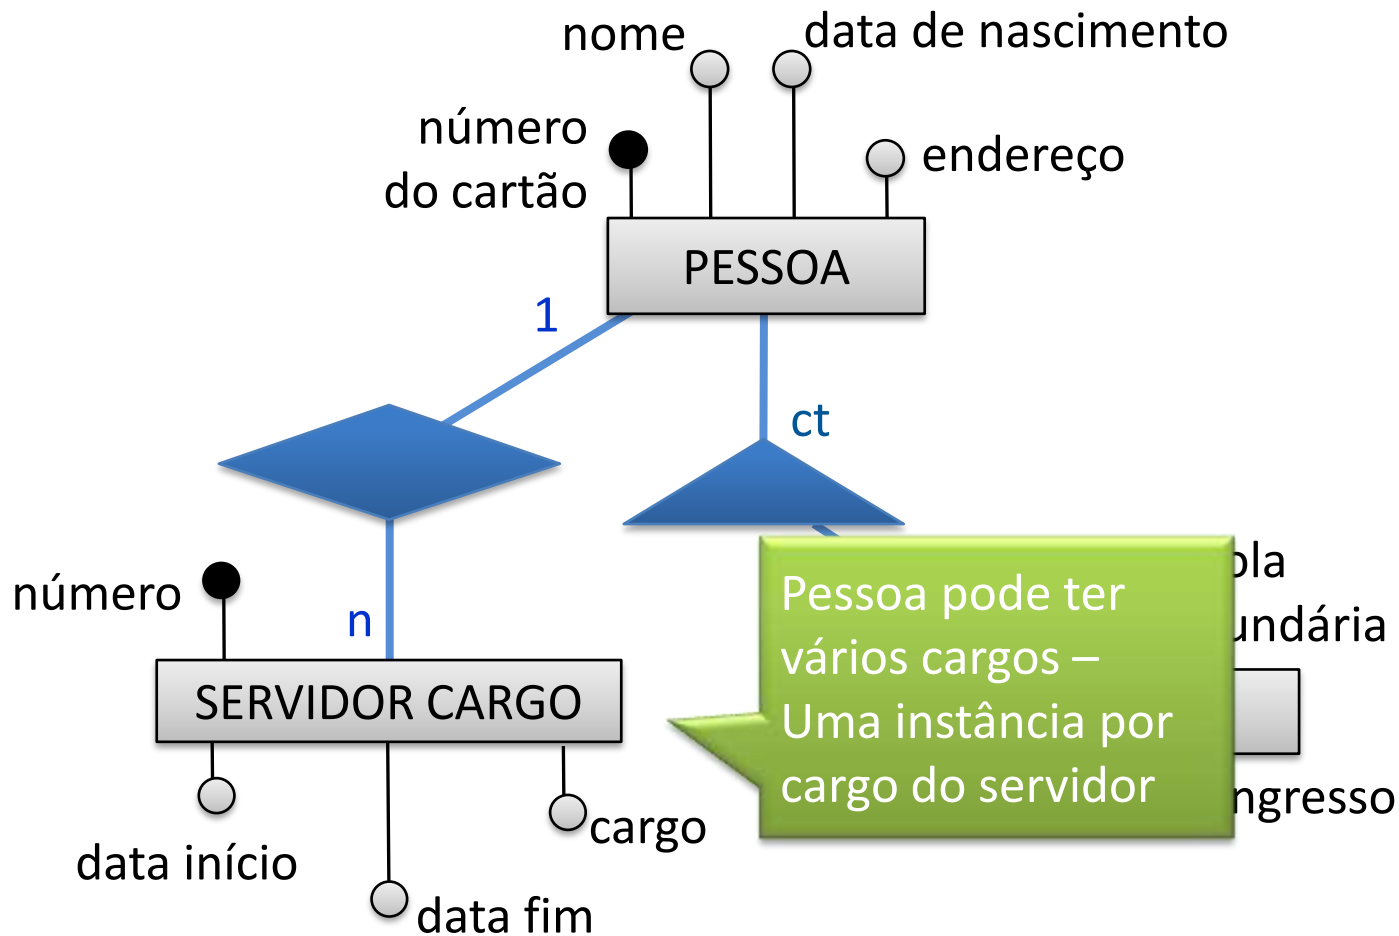 nome
data de nascimento
número
do cartão
endereço
PESSOA
1
ct
número
n
SERVIDOR CARGO
Pessoa pode ter
vários cargos –
Uma instância por
cargo do servidor
data início
cargo
data fim